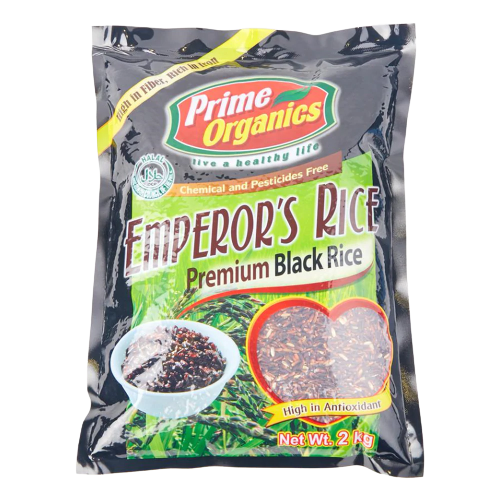 High in Fiber, Rich in Iron
Prime
Organics
live a healthy life
HALAL
Chemical and Pesticides Free
EMPEROR'S RICE
Premium Black Rice
High in Antioxidant
Net Wt. 2 kg